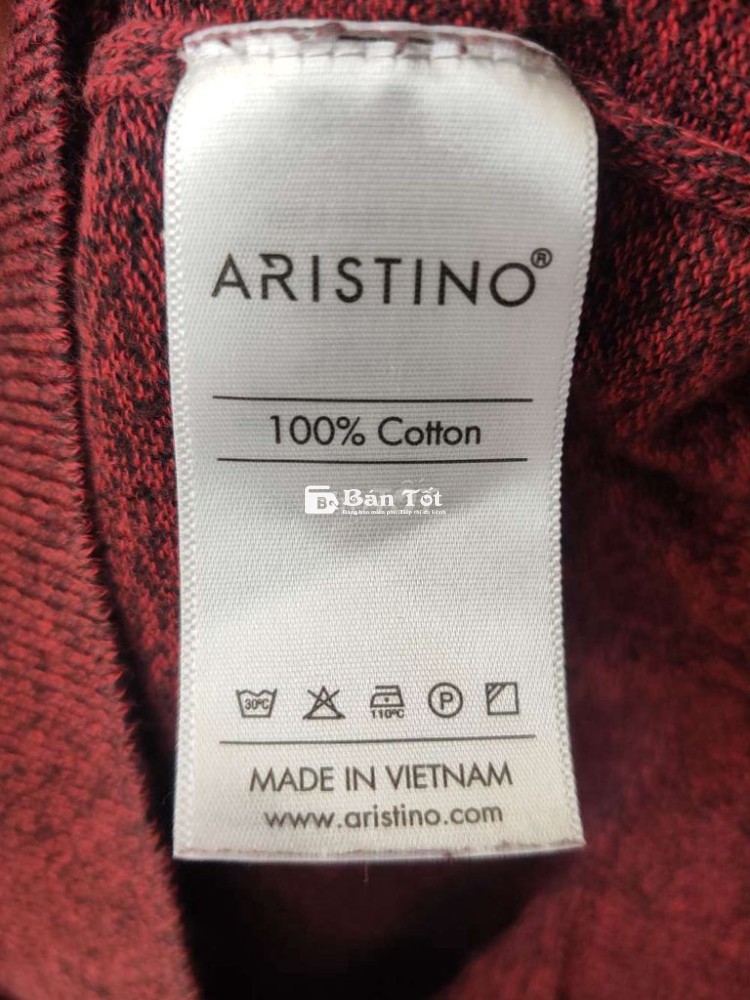 ARISTINO®
100% Cotton
Bán Tốt
30°C
110°C
P
MADE IN VIETNAM
www.aristino.com